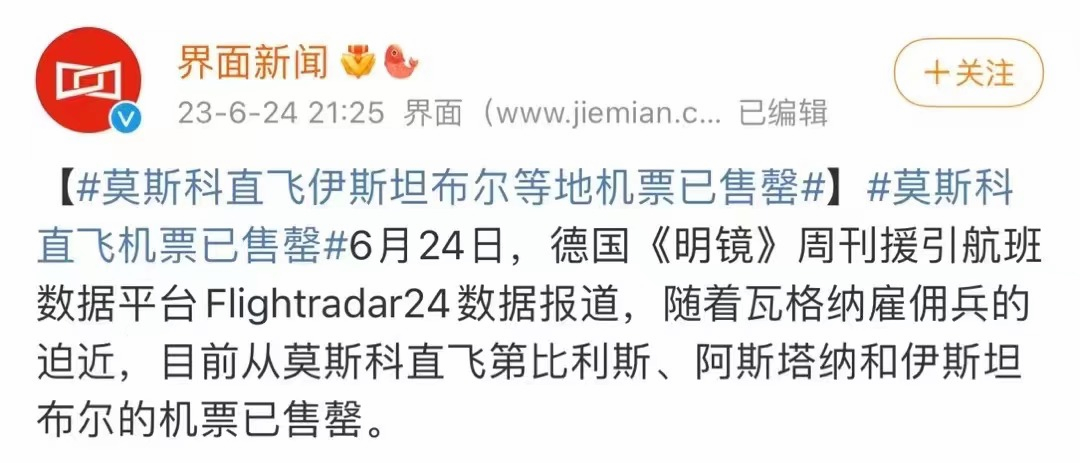 界面新闻
+关注
23-6-24 21:25 界面（www.jiemian.c... 已编辑
【#莫斯科直飞伊斯坦布尔等地机票已售罄#】#莫斯科
直飞机票已售罄#6月24日，德国《明镜》周刊援引航班
数据平台Flightradar24数据报道，随着瓦格纳雇佣兵的
迫近，目前从莫斯科直飞第比利斯、阿斯塔纳和伊斯坦
布尔的机票已售罄。